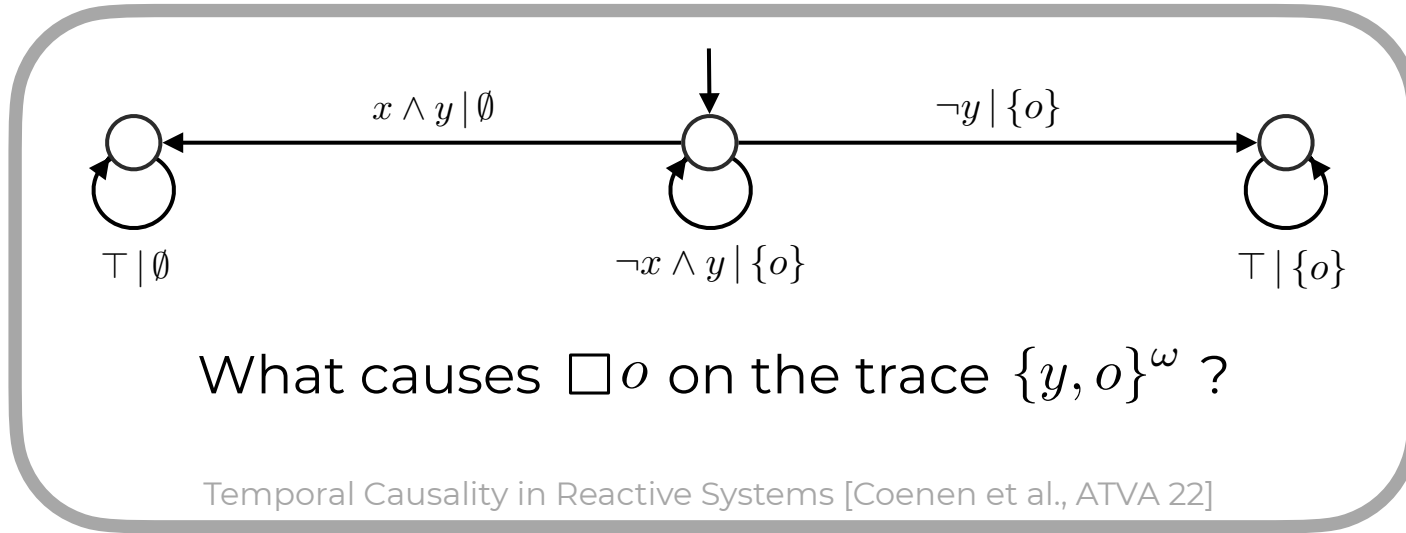 x ∧ y | ∅
¬y | {o}
⊤ | ∅
¬x ∧ y | {o}
⊤ | {o}
What causes □ o on the trace {y, o}^ω ?
Temporal Causality in Reactive Systems [Coenen et al., ATVA 22]